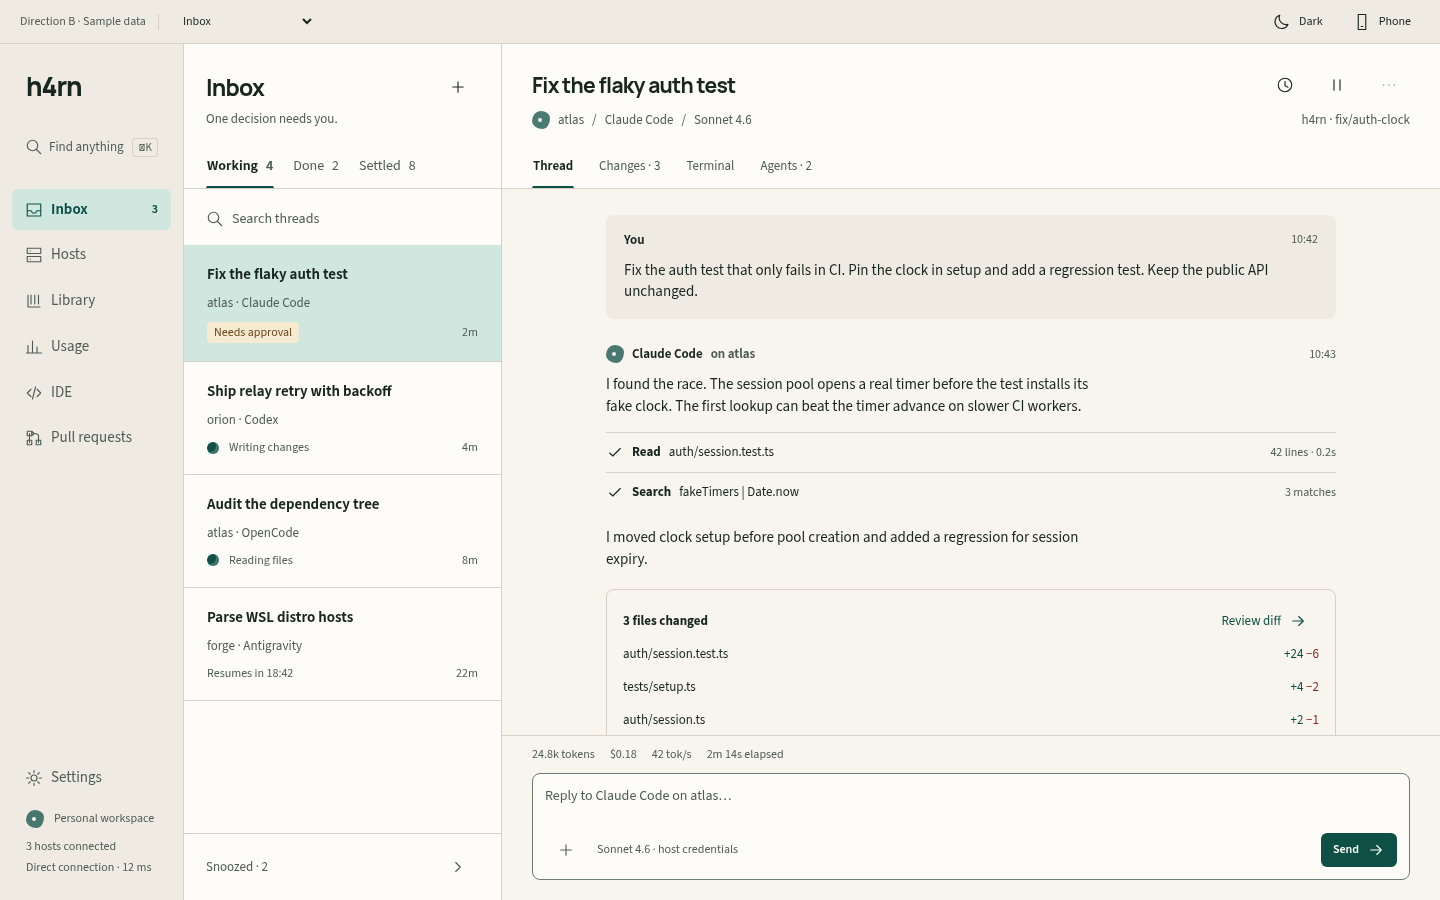 Direction B · Sample data
Inbox
Dark
Phone
h4rn
Find anything
K
Inbox 3
Hosts
Library
Usage
IDE
Pull requests
Settings
Personal workspace
3 hosts connected
Direct connection · 12 ms
Inbox
One decision needs you.
Working 4 Done 2 Settled 8
Search threads
Fix the flaky auth test
atlas · Claude Code
Needs approval 2m
Ship relay retry with backoff
orion · Codex
Writing changes 4m
Audit the dependency tree
atlas · OpenCode
Reading files 8m
Parse WSL distro hosts
forge · Antigravity
Resumes in 18:42 22m
Snoozed · 2
Fix the flaky auth test
atlas / Claude Code / Sonnet 4.6
h4rn · fix/auth-clock
Thread Changes · 3 Terminal Agents · 2
You 10:42
Fix the auth test that only fails in CI. Pin the clock in setup and add a regression test. Keep the public API
unchanged.
Claude Code on atlas 10:43
I found the race. The session pool opens a real timer before the test installs its
fake clock. The first lookup can beat the timer advance on slower CI workers.
Read auth/session.test.ts 42 lines · 0.2s
Search fakeTimers | Date.now 3 matches
I moved clock setup before pool creation and added a regression for session
expiry.
3 files changed Review diff
auth/session.test.ts +24 −6
tests/setup.ts +4 −2
auth/session.ts +2 −1
24.8k tokens $0.18 42 tok/s 2m 14s elapsed
Reply to Claude Code on atlas…
Sonnet 4.6 · host credentials
Send